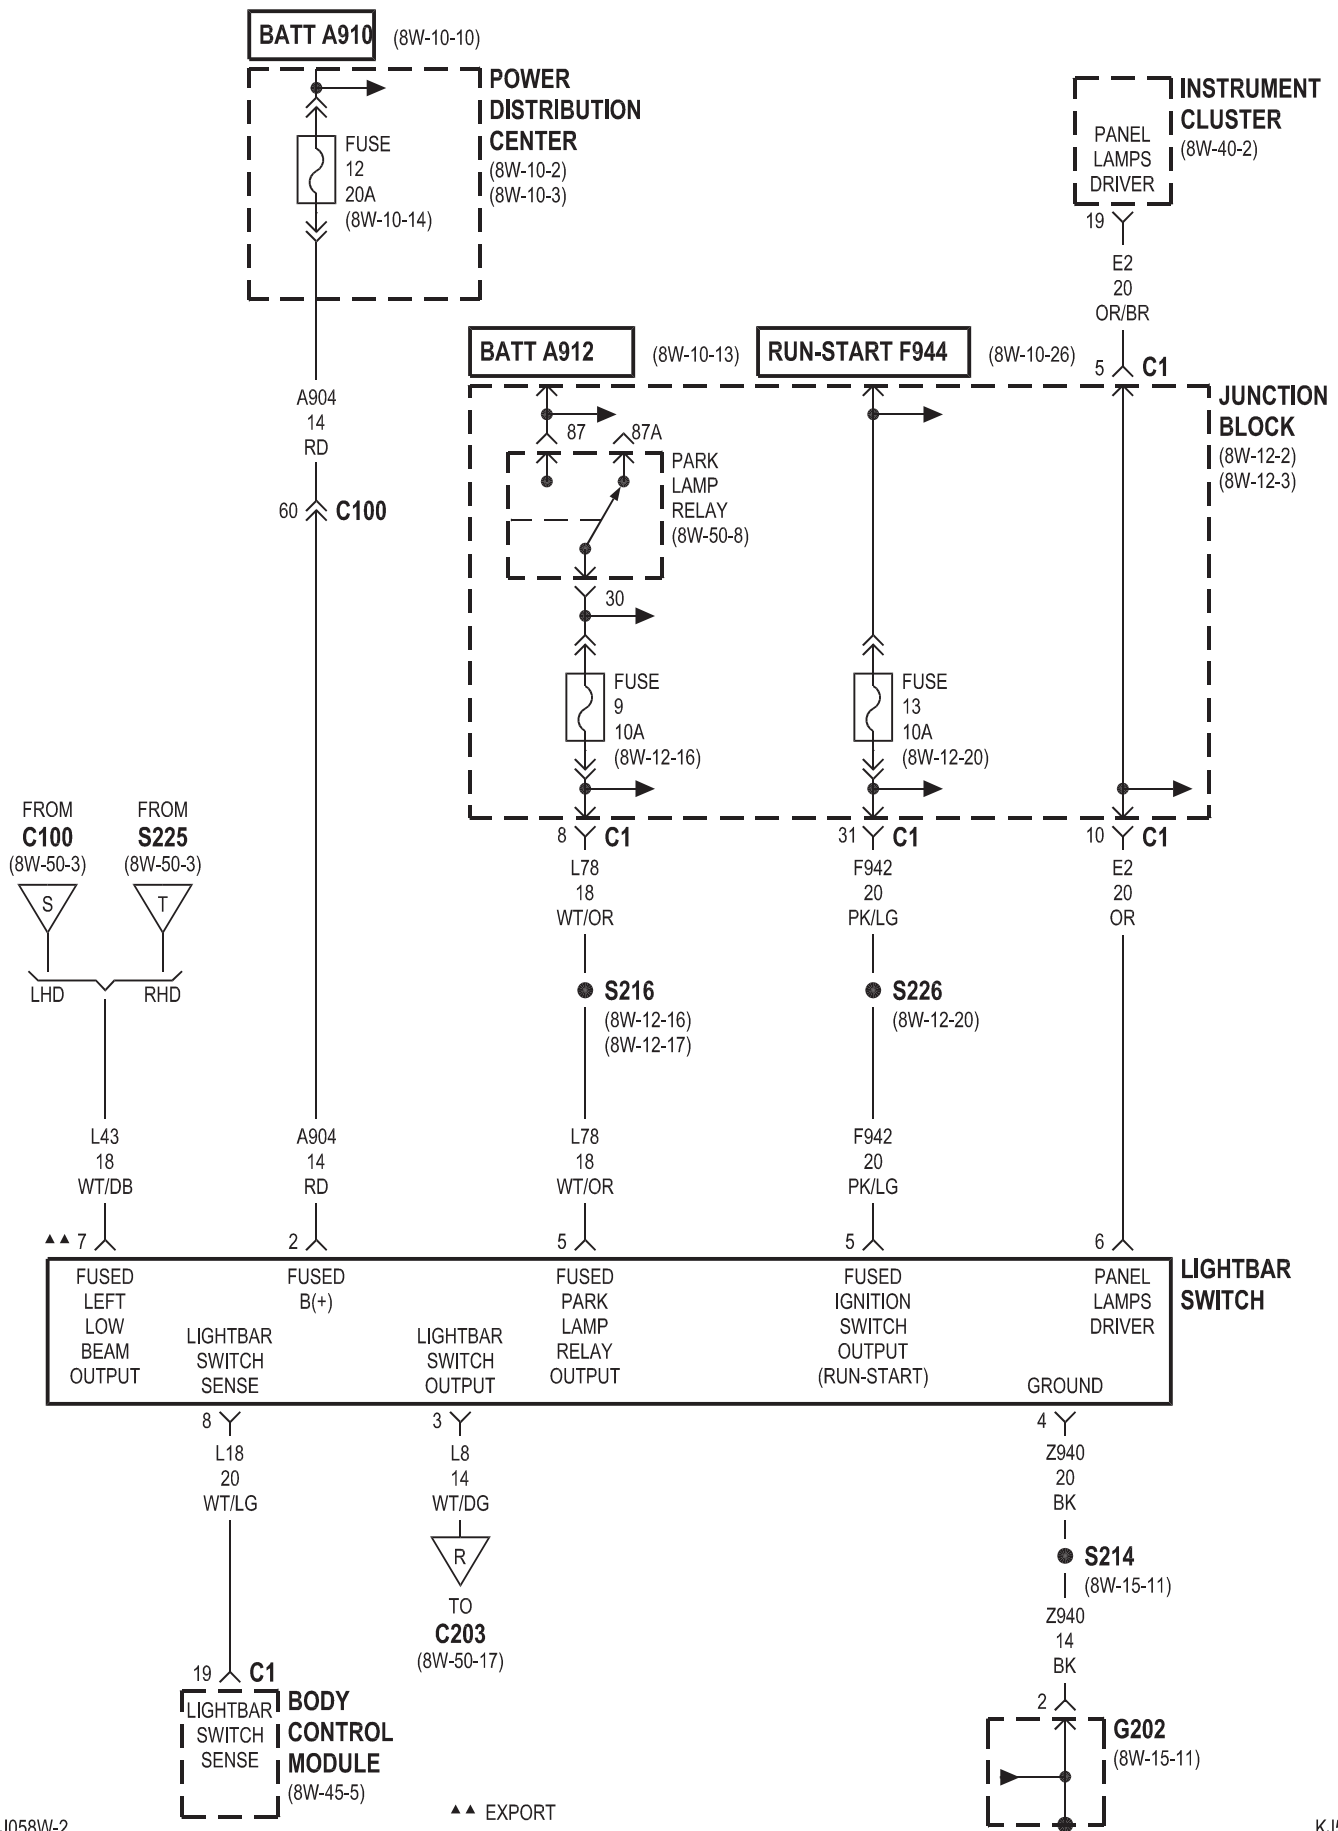 BATT A910 (8W-10-10)
POWER
DISTRIBUTION
CENTER
(8W-10-2)
(8W-10-3)
FUSE
12
20A
(8W-10-14)
INSTRUMENT
CLUSTER
(8W-40-2)
PANEL
LAMPS
DRIVER
19
E2
20
OR/BR
5 C1
BATT A912 (8W-10-13)
RUN-START F944 (8W-10-26)
JUNCTION
BLOCK
(8W-12-2)
(8W-12-3)
A904
14
RD
60 C100
87 87A
PARK
LAMP
RELAY
(8W-50-8)
30
FUSE
9
10A
(8W-12-16)
FUSE
13
10A
(8W-12-20)
8 C1
31 C1
10 C1
L78
18
WT/OR
F942
20
PK/LG
E2
20
OR
FROM
C100
(8W-50-3)
S
LHD
FROM
S225
(8W-50-3)
T
RHD
S216
(8W-12-16)
(8W-12-17)
S226
(8W-12-20)
L43
18
WT/DB
A904
14
RD
L78
18
WT/OR
F942
20
PK/LG
▲▲ 7
2
5
5
6
LIGHTBAR
SWITCH
FUSED
LEFT
LOW
BEAM
OUTPUT
LIGHTBAR
SWITCH
SENSE
FUSED
B(+)
LIGHTBAR
SWITCH
OUTPUT
FUSED
PARK
LAMP
RELAY
OUTPUT
FUSED
IGNITION
SWITCH
OUTPUT
(RUN-START)
PANEL
LAMPS
DRIVER
GROUND
8
L18
20
WT/LG
3
L8
14
WT/DG
R
TO
C203
(8W-50-17)
4
Z940
20
BK
S214
(8W-15-11)
Z940
14
BK
2
G202
(8W-15-11)
19 C1
LIGHTBAR
SWITCH
SENSE
BODY
CONTROL
MODULE
(8W-45-5)
▲▲ EXPORT
J058W-2